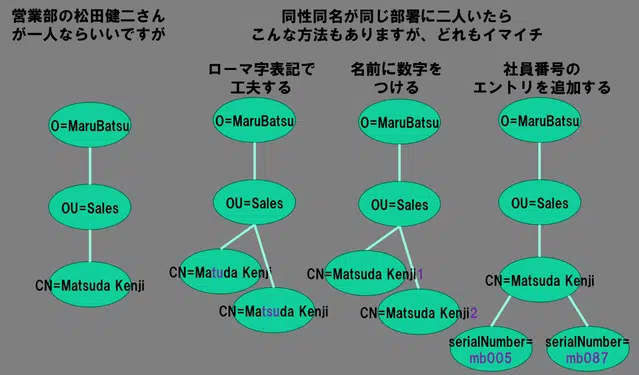 営業部の松田健二さん
が一人ならいいですが
同性同名が同じ部署に二人いたら
こんな方法もありますが、どれもイマイチ
ローマ字表記で
工夫する
名前に数字を
つける
社員番号の
エントリを追加する
O=MaruBatsu
OU=Sales
CN=Matsuda Kenji
O=MaruBatsu
OU=Sales
CN=Matuda Kenji
CN=Matsuda Kenji
O=MaruBatsu
OU=Sales
CN=Matsuda Kenji1
CN=Matsuda Kenji2
O=MaruBatsu
OU=Sales
CN=Matsuda Kenji
serialNumber=
mb005
serialNumber=
mb087